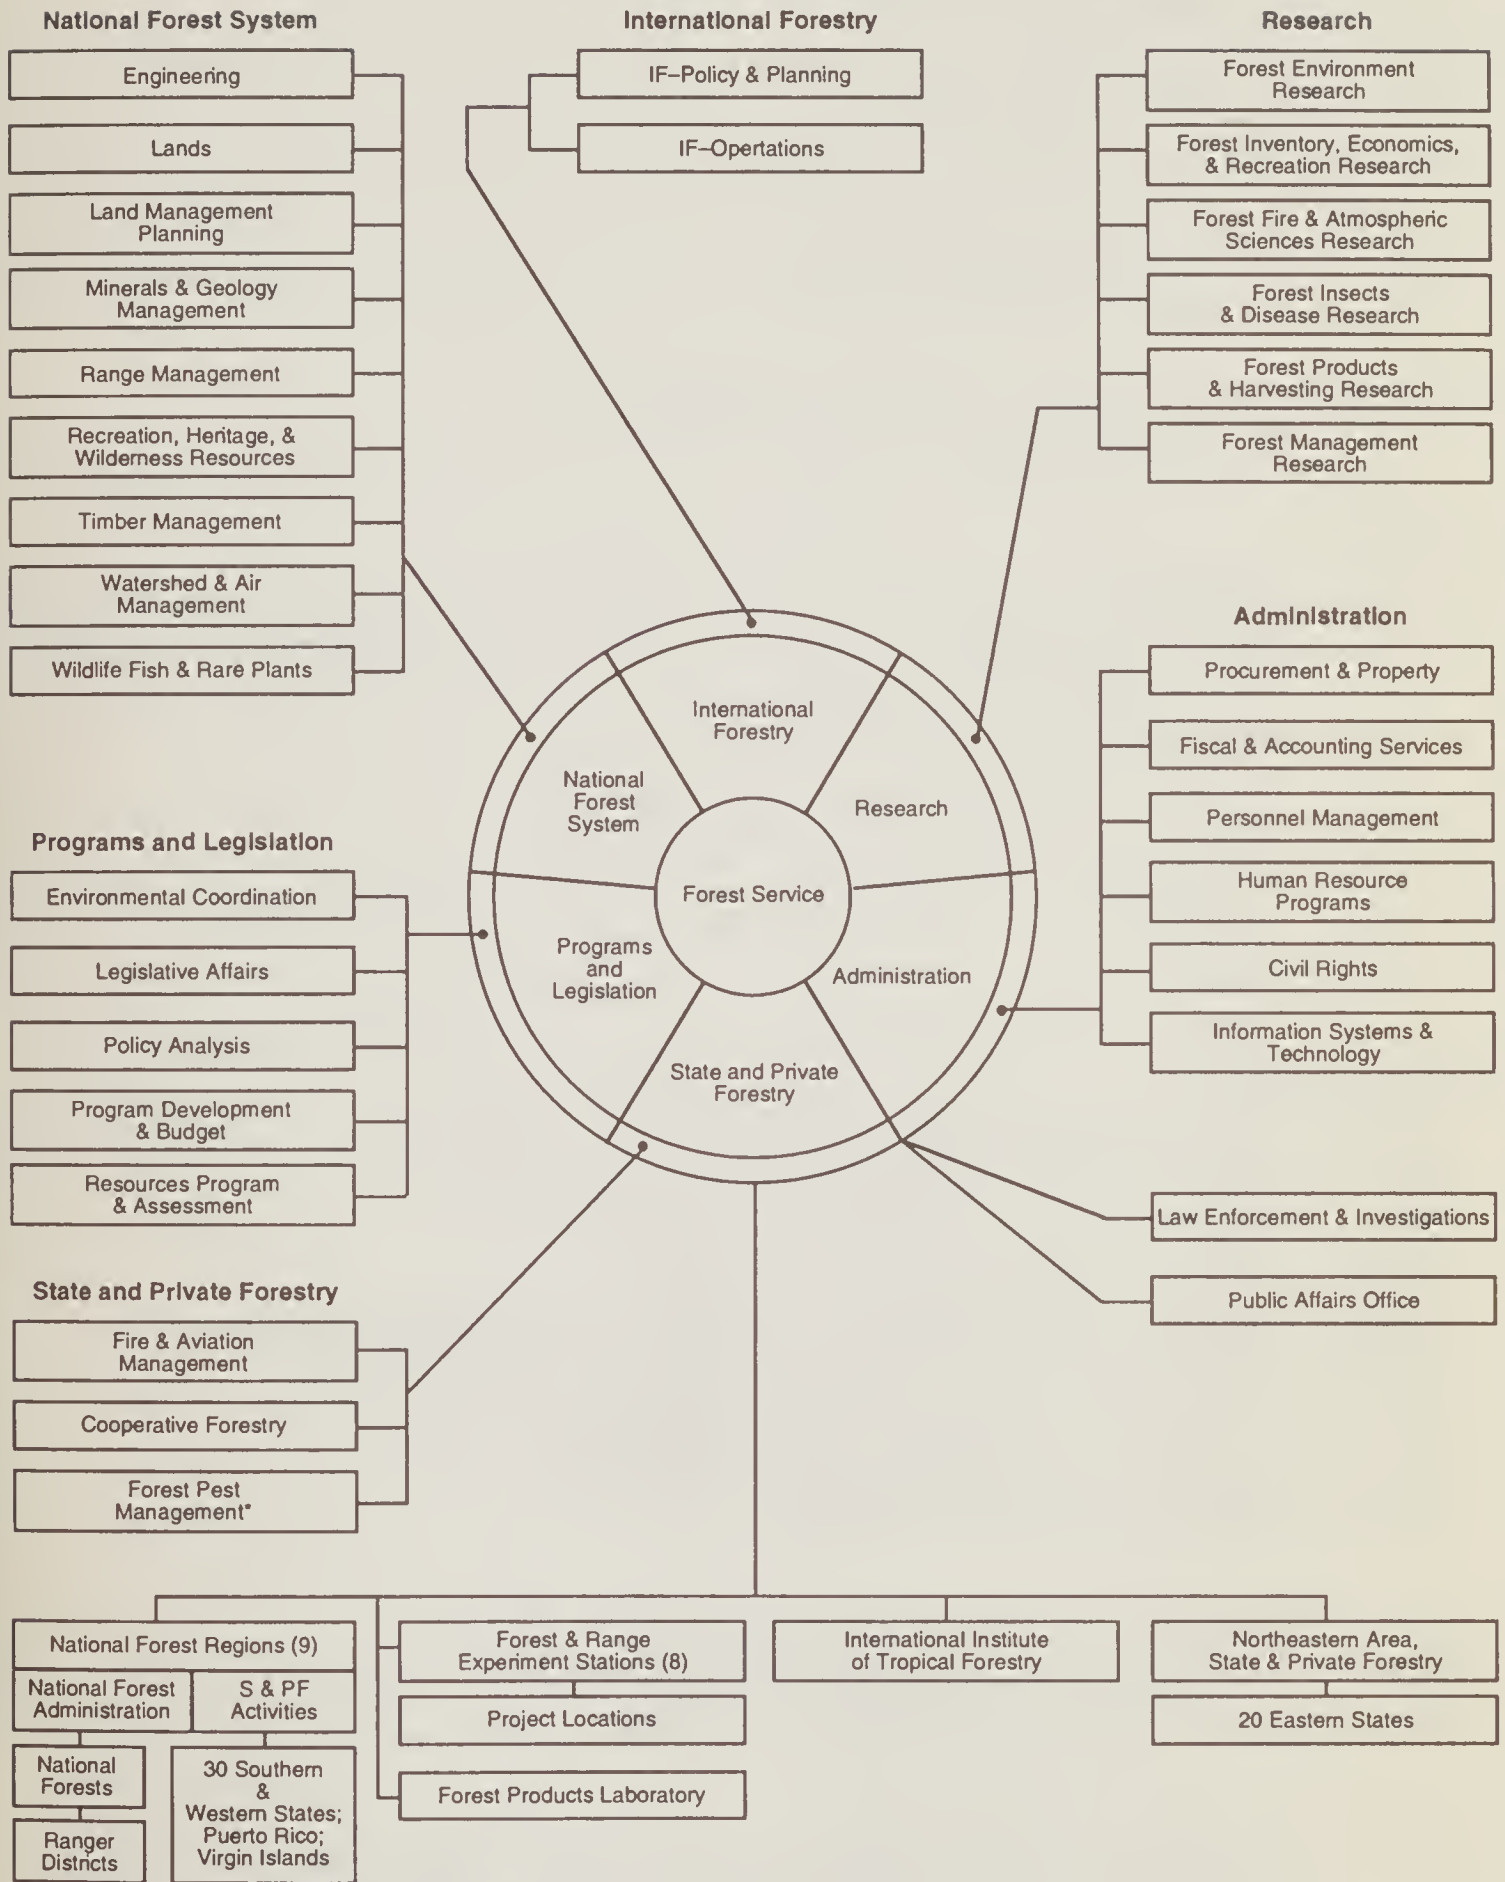 National Forest System
Engineering
Lands
Land Management
Planning
Minerals & Geology
Management
Range Management
Recreation, Heritage, &
Wilderness Resources
Timber Management
Watershed & Air
Management
Wildlife Fish & Rare Plants
International Forestry
IF–Policy & Planning
IF–Opertations
Research
Forest Environment
Research
Forest Inventory, Economics,
& Recreation Research
Forest Fire & Atmospheric
Sciences Research
Forest Insects
& Disease Research
Forest Products
& Harvesting Research
Forest Management
Research
Administration
Procurement & Property
Fiscal & Accounting Services
Personnel Management
Human Resource
Programs
Civil Rights
Information Systems &
Technology
Law Enforcement & Investigations
Public Affairs Office
International
Forestry
National
Forest
System
Research
Forest Service
Programs
and
Legislation
Administration
State and Private
Forestry
Programs and Legislation
Environmental Coordination
Legislative Affairs
Policy Analysis
Program Development
& Budget
Resources Program
& Assessment
State and Private Forestry
Fire & Aviation
Management
Cooperative Forestry
Forest Pest
Management*
National Forest Regions (9)
National Forest
Administration
S & PF
Activities
National
Forests
Ranger
Districts
30 Southern
&
Western States;
Puerto Rico;
Virgin Islands
Forest & Range
Experiment Stations (8)
Project Locations
Forest Products Laboratory
International Institute
of Tropical Forestry
Northeastern Area,
State & Private Forestry
20 Eastern States